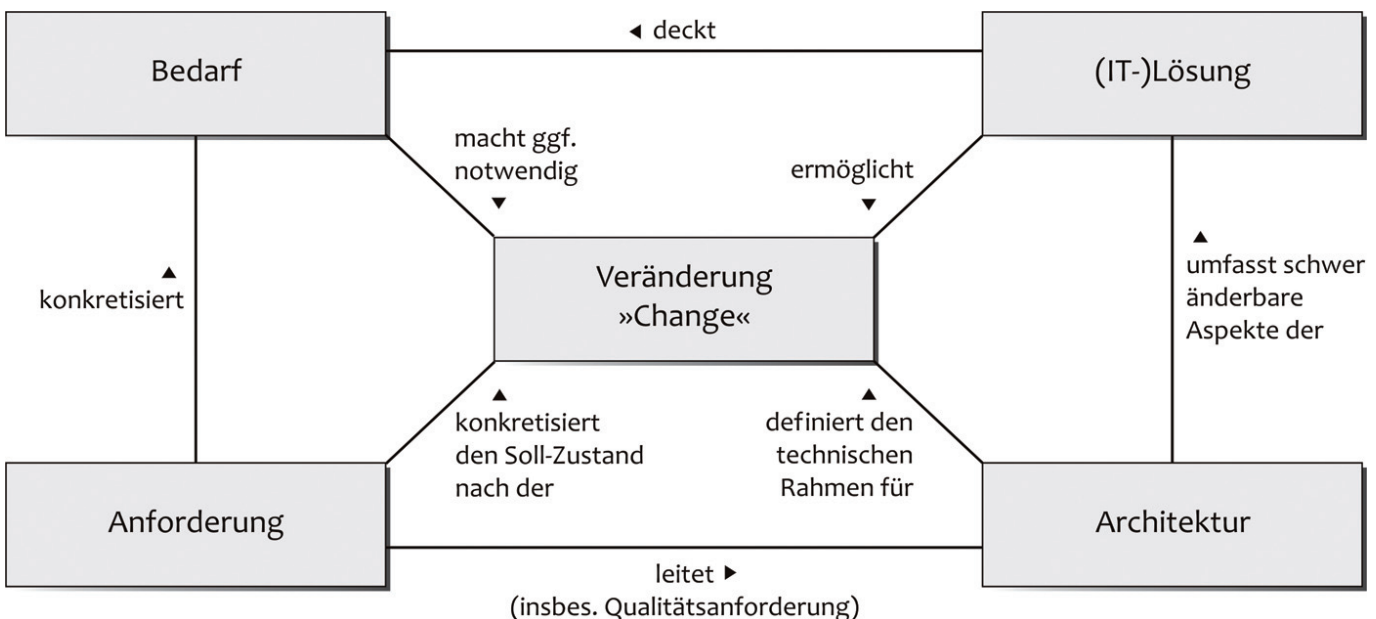 ◄ deckt
Bedarf
(IT-)Lösung
macht ggf.
notwendig
▼
ermöglicht
▼
▲
konkretisiert
Veränderung
»Change«
▲
umfasst schwer
änderbare
Aspekte der
▲
konkretisiert
den Soll-Zustand
nach der
▲
definiert den
technischen
Rahmen für
Anforderung
Architektur
leitet ►
(insbes. Qualitätsanforderung)